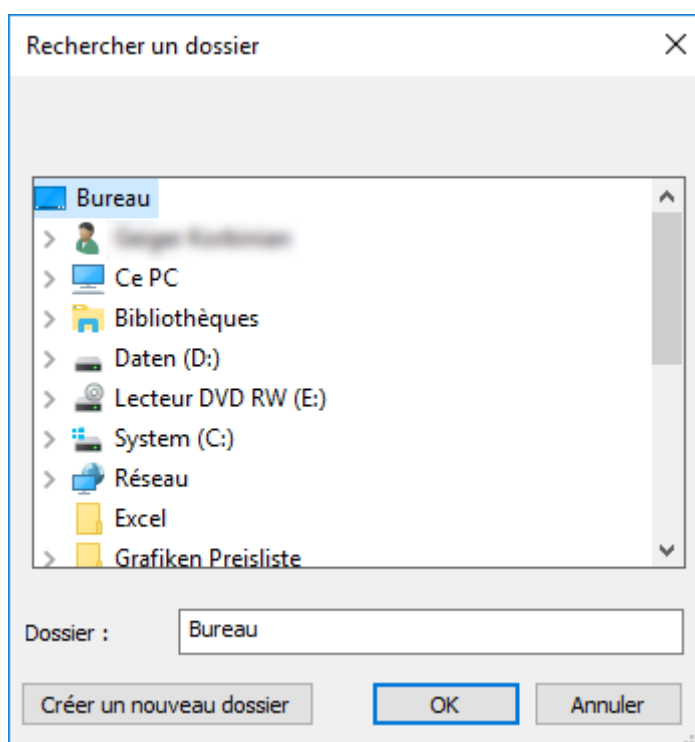 Rechercher un dossier
Bureau
Ce PC
Bibliothèques
Daten (D:)
Lecteur DVD RW (E:)
System (C:)
Réseau
Excel
Grafiken Preisliste
Dossier :
Bureau
Créer un nouveau dossier
OK
Annuler